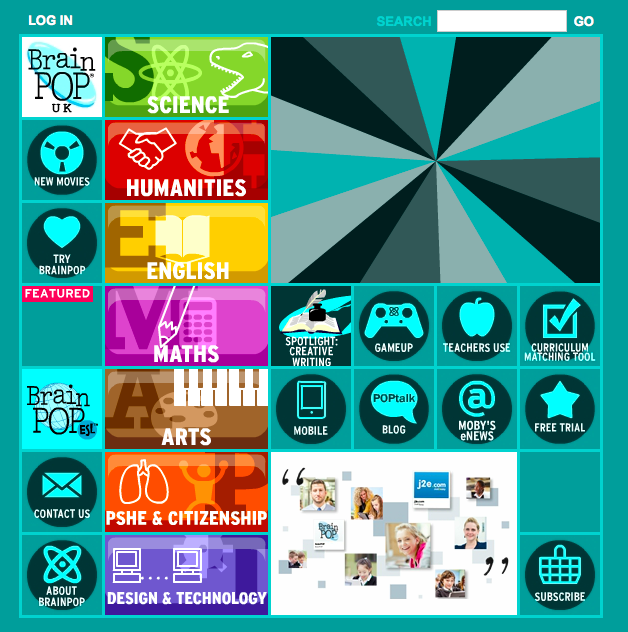 LOG IN
SEARCH
GO
Brain
POP®
UK
S
SCIENCE
NEW MOVIES
H
HUMANITIES
TRY
BRAINPOP
E
ENGLISH
FEATURED
M
MATHS
SPOTLIGHT:
CREATIVE
WRITING
GAMEUP
TEACHERS USE
CURRICULUM
MATCHING TOOL
Brain
POP
ESL™
A
ARTS
MOBILE
POPtalk
BLOG
@
MOBY'S
eNEWS
FREE TRIAL
CONTACT US
P
PSHE & CITIZENSHIP
“
j2e.com
Brain
POP
”
ABOUT
BRAINPOP
DESIGN & TECHNOLOGY
SUBSCRIBE